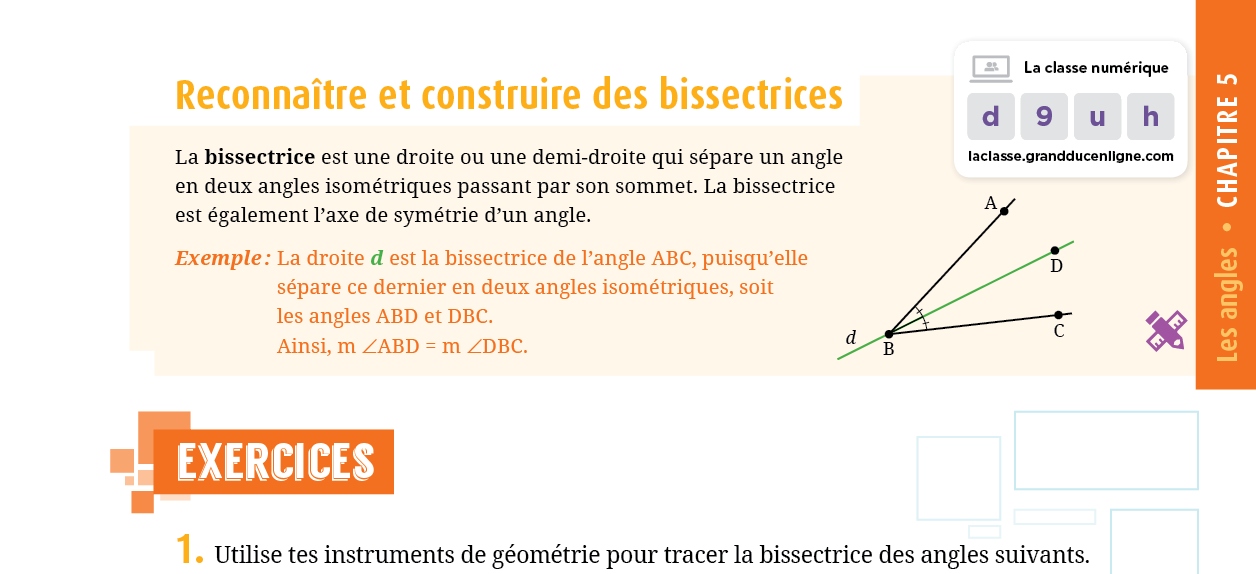 Reconnaître et construire des bissectrices
La classe numérique
d 9 u h
laclasse.grandducenligne.com
La bissectrice est une droite ou une demi-droite qui sépare un angle
en deux angles isométriques passant par son sommet. La bissectrice
est également l’axe de symétrie d’un angle.
Exemple : La droite d est la bissectrice de l’angle ABC, puisqu’elle
sépare ce dernier en deux angles isométriques, soit
les angles ABD et DBC.
Ainsi, m ∠ABD = m ∠DBC.
A
D
C
d
B
Les angles • CHAPITRE 5
EXERCICES
1. Utilise tes instruments de géométrie pour tracer la bissectrice des angles suivants.